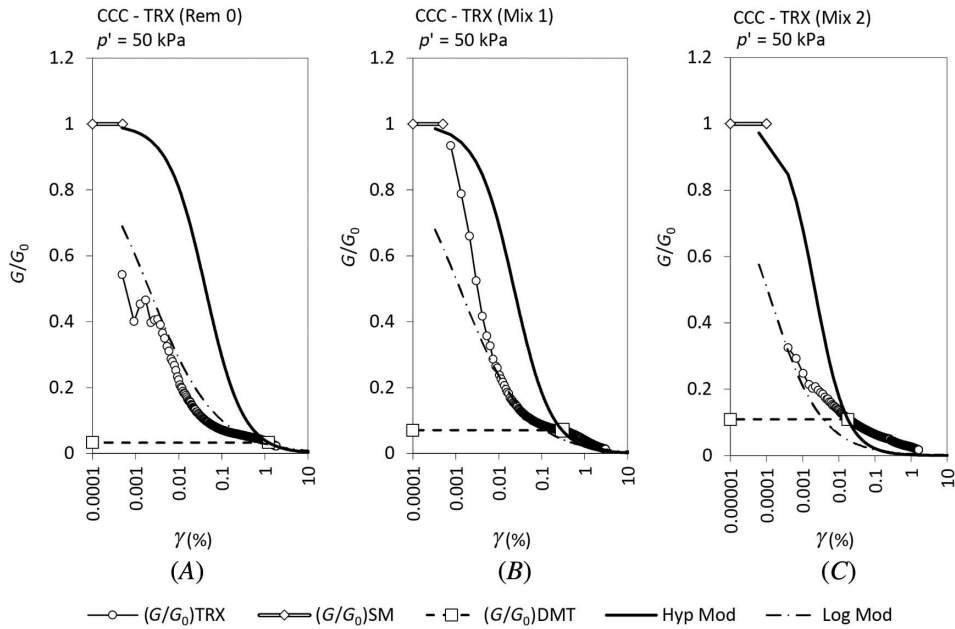 CCC - TRX (Rem 0)
p' = 50 kPa
1.2
1
0.8
0.6
0.4
0.2
0
G/G0
0.0001
0.001
0.01
0.1
1.0
10
γ(%)
(A)
CCC - TRX (Mix 1)
p' = 50 kPa
1.2
1
0.8
0.6
0.4
0.2
0
G/G0
0.0001
0.001
0.01
0.1
1.0
10
γ(%)
(B)
CCC - TRX (Mix 2)
p' = 50 kPa
1.2
1
0.8
0.6
0.4
0.2
0
G/G0
0.00001
0.0001
0.001
0.01
0.1
1.0
10
γ(%)
(C)
(G/G0)TRX (G/G0)SM (G/G0)DMT Hyp Mod Log Mod